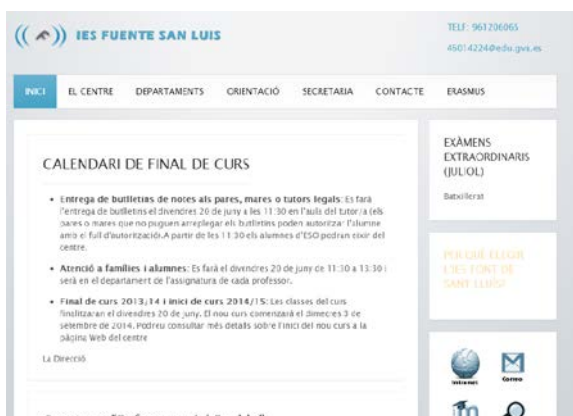 IES FUENTE SAN LUIS
TELF: 961206065
46014224@edu.gva.es
INICI EL CENTRE DEPARTAMENTS ORIENTACIÓ SECRETARIA CONTACTE ERASMUS
CALENDARI DE FINAL DE CURS
• Entrega de butlletins de notes als pares, mares o tutors legals: Es farà
l'entrega de butlletins el divendres 20 de juny a les 11:30 en l'aula del tutor/a (els
pares o mares que no puguen arreplegar els butlletins poden autoritzar l'alumne
amb el full d'autorització. A partir de les 11:30 els alumnes d'ESO podran eixir del
centre.
• Atenció a famílies i alumnes: Es farà el divendres 20 de juny de 11:30 a 13:30 i
serà en el departament de l'assignatura de cada professor.
• Final de curs 2013/14 i inici de curs 2014/15: Les classes del curs
finalitzaran el divendres 20 de juny. El nou curs començarà el dimecres 3 de
setembre de 2014. Podreu consultar més detalls sobre l'inici del nou curs a la
pàgina Web del centre
La Direcció
EXÀMENS
EXTRAORDINARIS
(JULIOL)
Batxillerat
PER QUÈ ELEGIR
L'IES FONT DE
SANT LLUÍS?
Intranet Correu